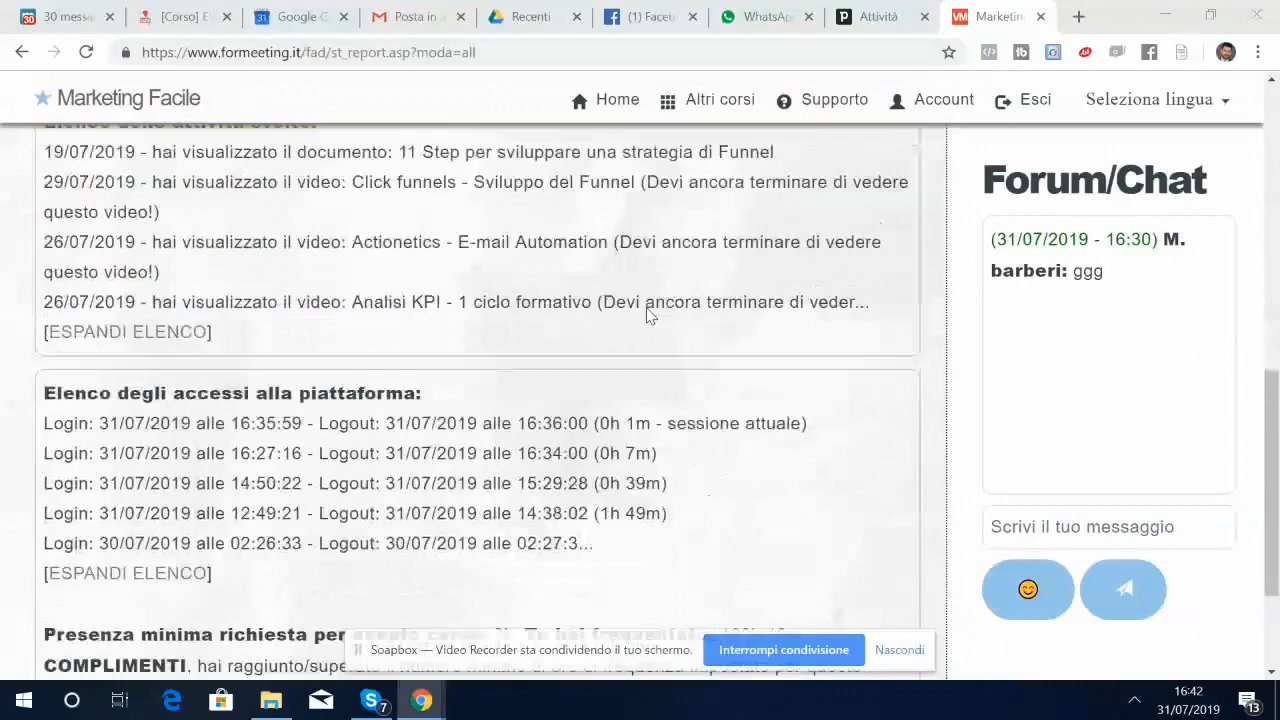 30 messa
[Corso] E
Google C
Posta in a
Recenti
(1) Faceb
WhatsApp
Attività
VM Marketin
https://www.formeeting.it/fad/st_report.asp?moda=all
Marketing Facile
Home
Altri corsi
Supporto
Account
Esci
Seleziona lingua
19/07/2019 - hai visualizzato il documento: 11 Step per sviluppare una strategia di Funnel
29/07/2019 - hai visualizzato il video: Click funnels - Sviluppo del Funnel (Devi ancora terminare di vedere
questo video!)
26/07/2019 - hai visualizzato il video: Actionetics - E-mail Automation (Devi ancora terminare di vedere
questo video!)
26/07/2019 - hai visualizzato il video: Analisi KPI - 1 ciclo formativo (Devi ancora terminare di veder...
[ESPANDI ELENCO]
Elenco degli accessi alla piattaforma:
Login: 31/07/2019 alle 16:35:59 - Logout: 31/07/2019 alle 16:36:00 (0h 1m - sessione attuale)
Login: 31/07/2019 alle 16:27:16 - Logout: 31/07/2019 alle 16:34:00 (0h 7m)
Login: 31/07/2019 alle 14:50:22 - Logout: 31/07/2019 alle 15:29:28 (0h 39m)
Login: 31/07/2019 alle 12:49:21 - Logout: 31/07/2019 alle 14:38:02 (1h 49m)
Login: 30/07/2019 alle 02:26:33 - Logout: 30/07/2019 alle 02:27:3...
[ESPANDI ELENCO]
Presenza minima richiesta per
COMPLIMENTI, hai raggiunto/supe
Forum/Chat
(31/07/2019 - 16:30) M.
barberi: ggg
Scrivi il tuo messaggio
Soapbox — Video Recorder sta condividendo il tuo schermo.
Interrompi condivisione
Nascondi
7
16:42
31/07/2019
13